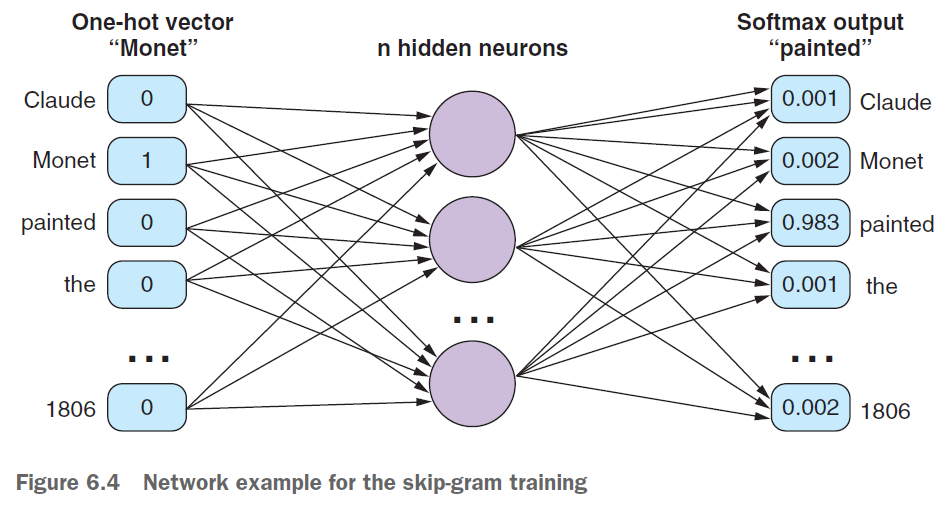 One-hot vector
“Monet”
n hidden neurons
Softmax output
“painted”
Claude 0 0.001 Claude
Monet 1 0.002 Monet
painted 0 0.983 painted
the 0 0.001 the
... ... ...
1806 0 0.002 1806
Figure 6.4 Network example for the skip-gram training